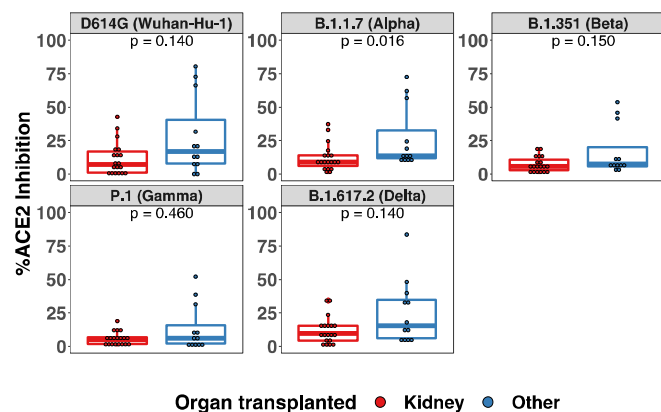 D614G (Wuhan-Hu-1)
p = 0.140
100
75
50
25
0
B.1.1.7 (Alpha)
p = 0.016
100
75
50
25
0
B.1.351 (Beta)
p = 0.150
100
75
50
25
0
P.1 (Gamma)
p = 0.460
100
75
50
25
0
B.1.617.2 (Delta)
p = 0.140
100
75
50
25
0
%ACE2 Inhibition
Organ transplanted Kidney Other